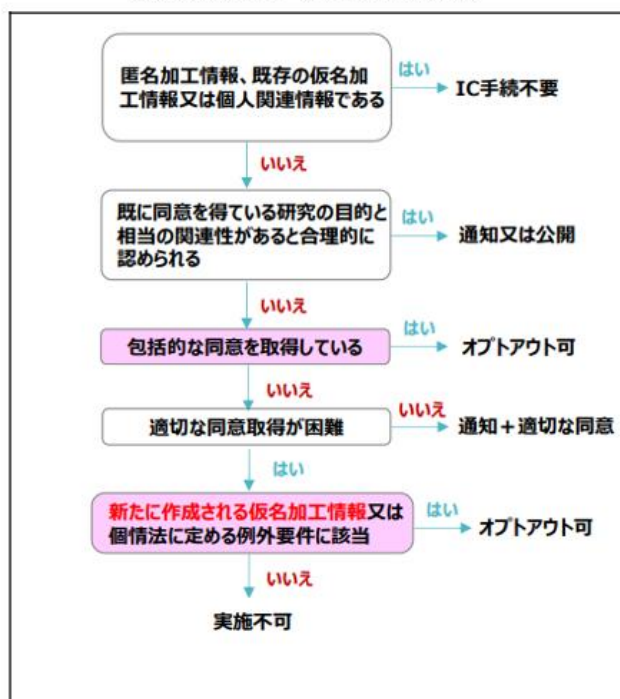 匿名加工情報、既存の仮名加
工情報又は個人関連情報である
はい
IC手続不要
いいえ
既に同意を得ている研究の目的と
相当の関連性があると合理的に
認められる
はい
通知又は公開
いいえ
包括的な同意を取得している
はい
オプトアウト可
いいえ
適切な同意取得が困難
いいえ
通知＋適切な同意
はい
新たに作成される仮名加工情報又は
個情法に定める例外要件に該当
はい
オプトアウト可
いいえ
実施不可